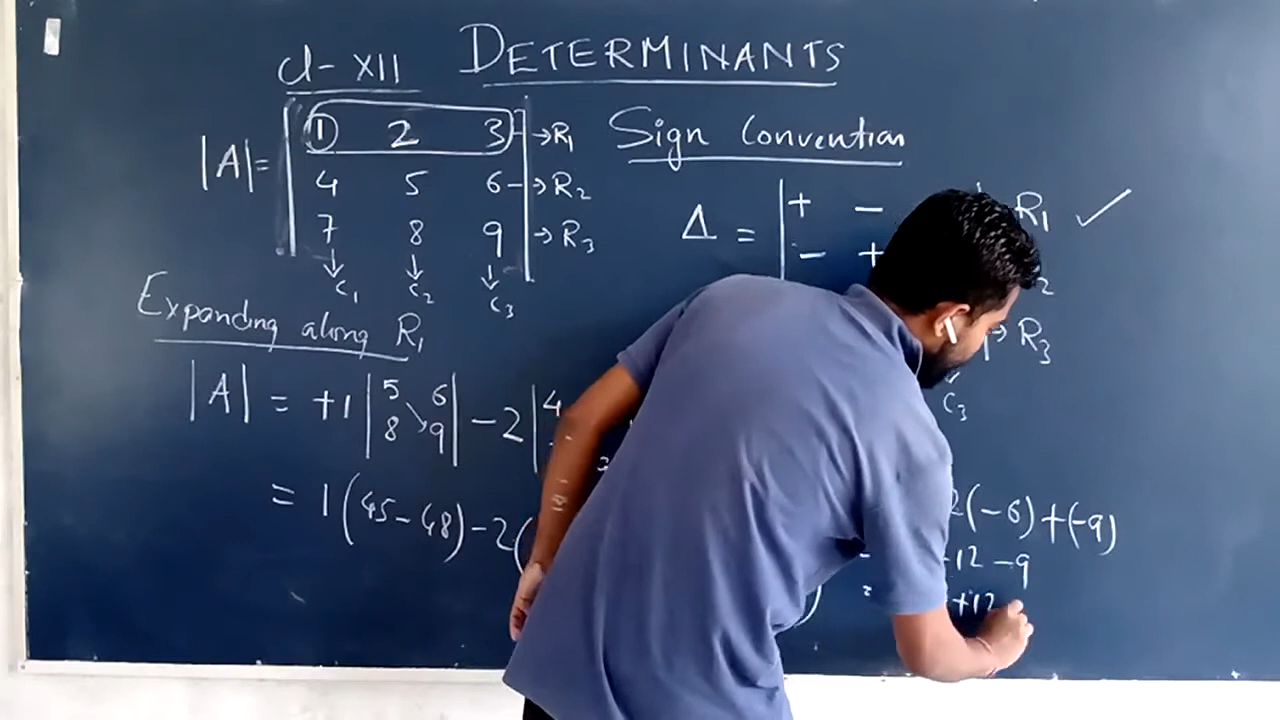 cl-XII DETERMINANTS
|A|= | 1 2 3 | →R₁
4 5 6 →R₂
7 8 9 →R₃
↓ ↓ ↓
C₁ C₂ C₃
Expanding along R₁
|A| = +1 |5 6| -2 |4
|8 9|
= 1(45-48)-2(
Sign Convention
Δ = | + - R₁ ✓
- + 2
→ R₃
C₃
2(-6)+(-9)
12 -9
= +12